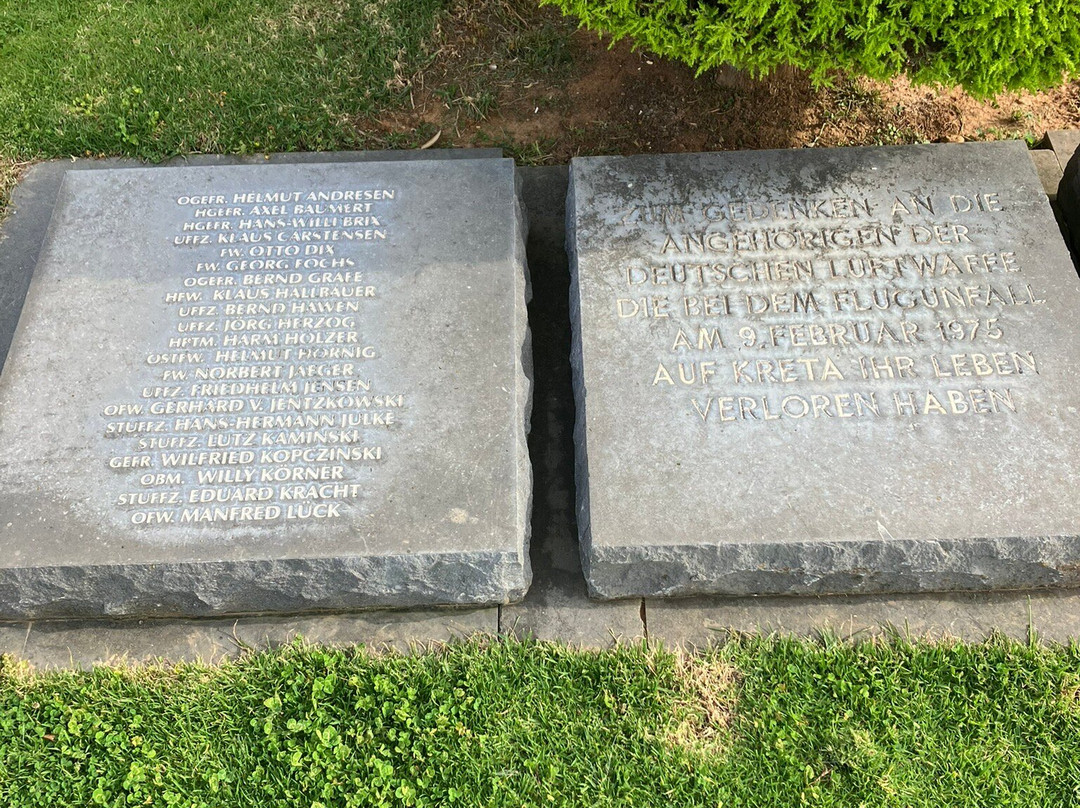 OGEFR. HELMUT ANDRESEN
HGEFR. AXEL BAUMERT
HGEFR. HANS-WILLI BRIX
UFFZ. KLAUS CARSTENSEN
FW. OTTO DIX
FW. GEORG FOCHS
OGEFR. BERND GRAFE
HFW. KLAUS HALLBAUER
UFFZ. BERND HAWEN
UFFZ. JÖRG HERZOG
HPTM. HARM HOLZER
OSTFW. HELMUT HORNIG
FW. NORBERT JAEGER
UFFZ. FRIEDHELM JENSEN
OFW. GERHARD V. JENTZKOWSKI
STUFFZ. HANS-HERMANN JULKE
STUFFZ. LUTZ KAMINSKI
GEFR. WILFRIED KOPCZINSKI
OBM. WILLY KÖRNER
STUFFZ. EDUARD KRACHT
OFW. MANFRED LÜCK
ZUM GEDENKEN AN DIE
ANGEHÖRIGEN DER
DEUTSCHEN LUFTWAFFE
DIE BEI DEM FLUGUNFALL
AM 9. FEBRUAR 1975
AUF KRETA IHR LEBEN
VERLOREN HABEN